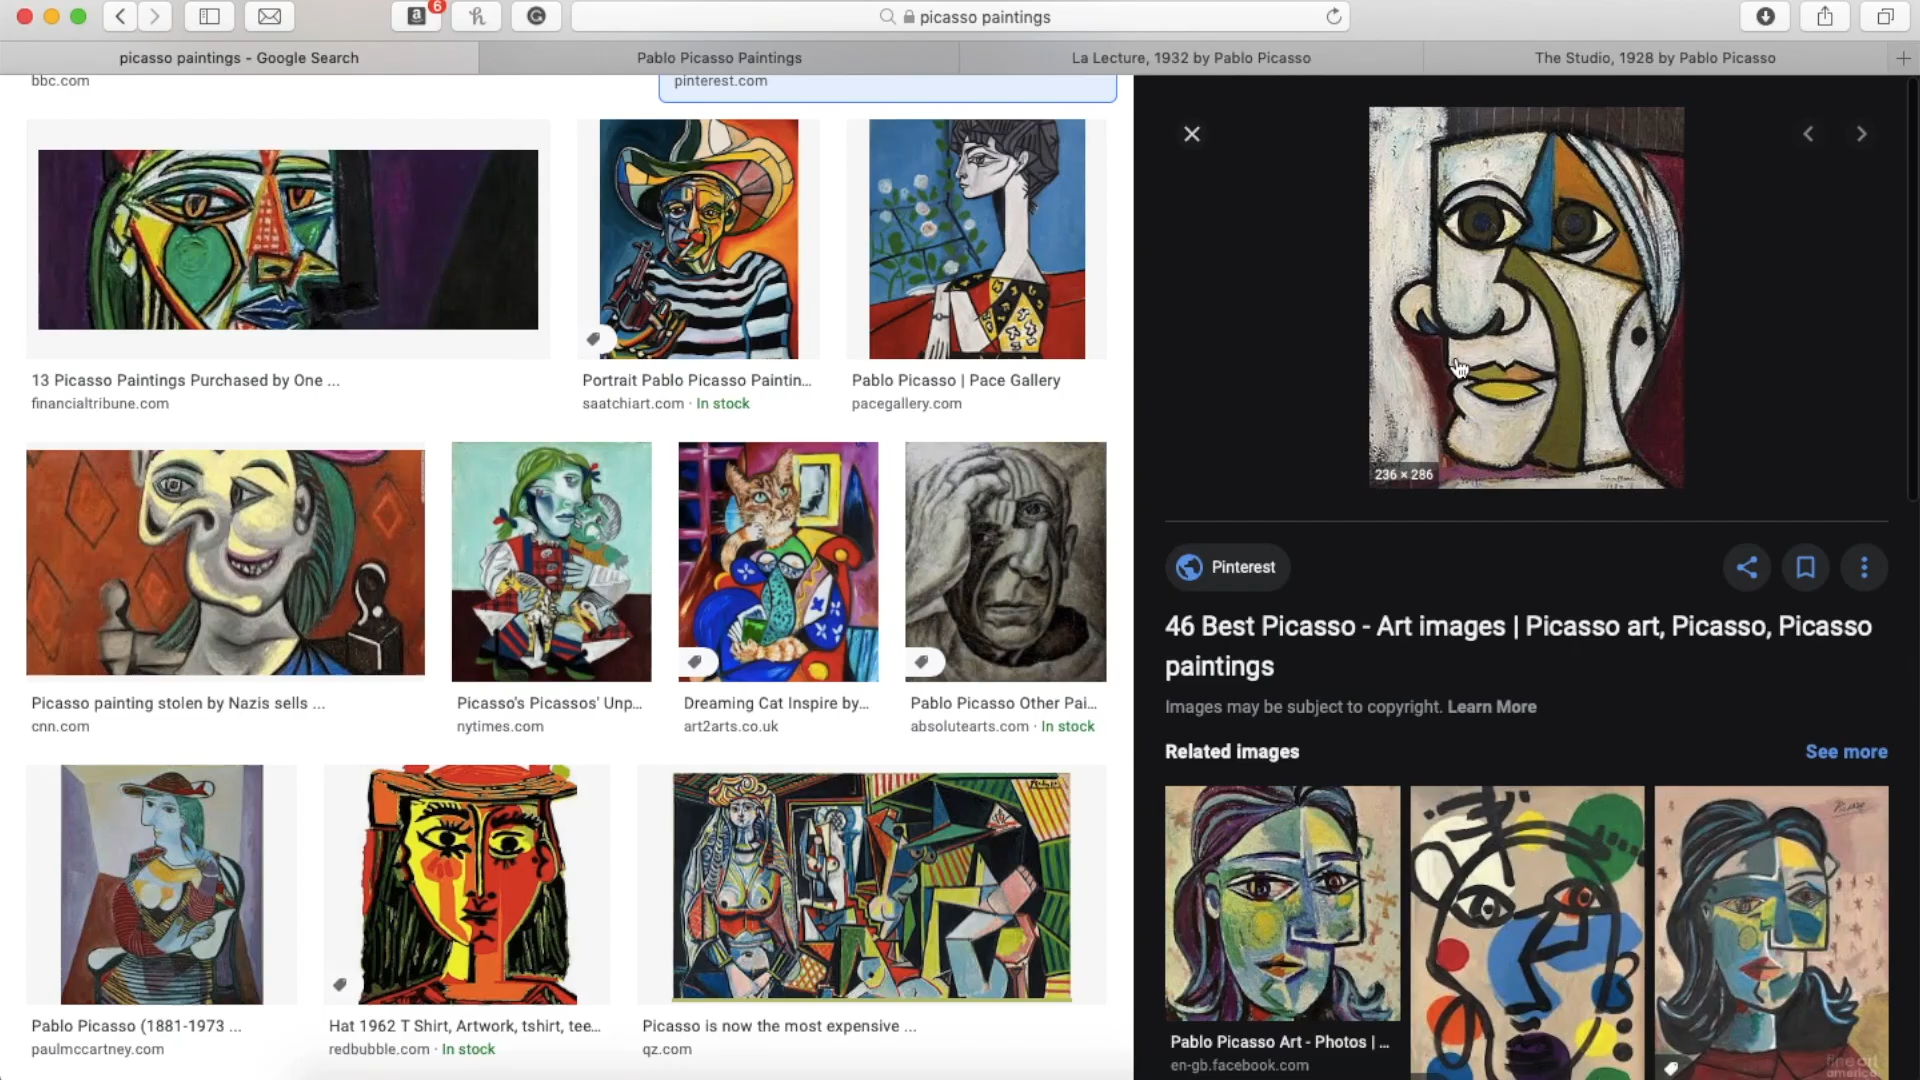 6
picasso paintings
picasso paintings - Google Search
Pablo Picasso Paintings
La Lecture, 1932 by Pablo Picasso
The Studio, 1928 by Pablo Picasso
bbc.com
pinterest.com
13 Picasso Paintings Purchased by One ...
financialtribune.com
Portrait Pablo Picasso Paintin...
saatchiart.com · In stock
Pablo Picasso | Pace Gallery
pacegallery.com
Picasso painting stolen by Nazis sells ...
cnn.com
Picasso's Picassos' Unp...
nytimes.com
Dreaming Cat Inspire by...
art2arts.co.uk
Pablo Picasso Other Pai...
absolutearts.com · In stock
Pablo Picasso (1881-1973 ...
paulmccartney.com
Hat 1962 T Shirt, Artwork, tshirt, tee...
redbubble.com · In stock
Picasso is now the most expensive ...
qz.com
236 × 286
Pinterest
46 Best Picasso - Art images | Picasso art, Picasso, Picasso
paintings
Images may be subject to copyright. Learn More
Related images
See more
Picasso
Pablo Picasso Art - Photos | ...
en-gb.facebook.com
fine art
america